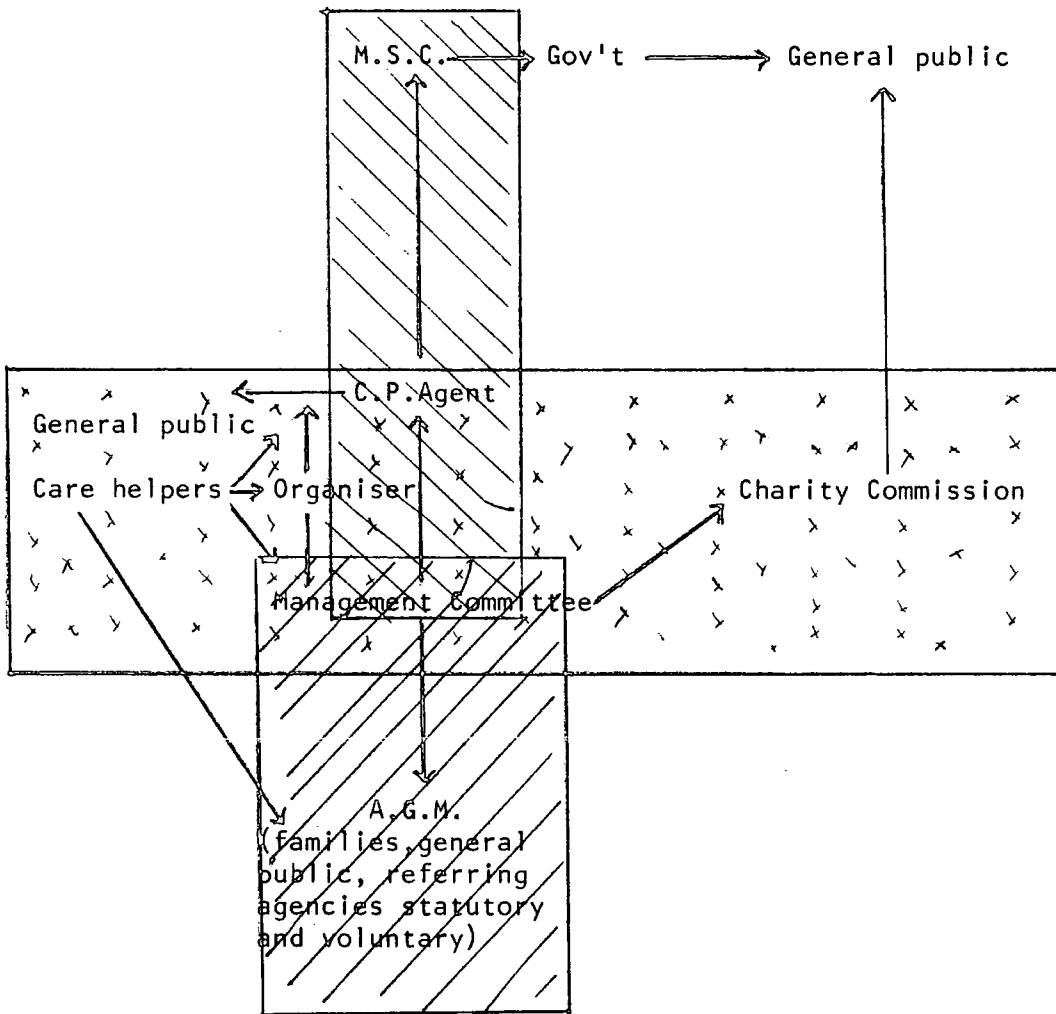 M.S.C. Gov't General public
C.P.Agent
General public
Care helpers Organiser Charity Commission
Management Committee
A.G.M.
(families,general
public, referring
agencies statutory
and voluntary)